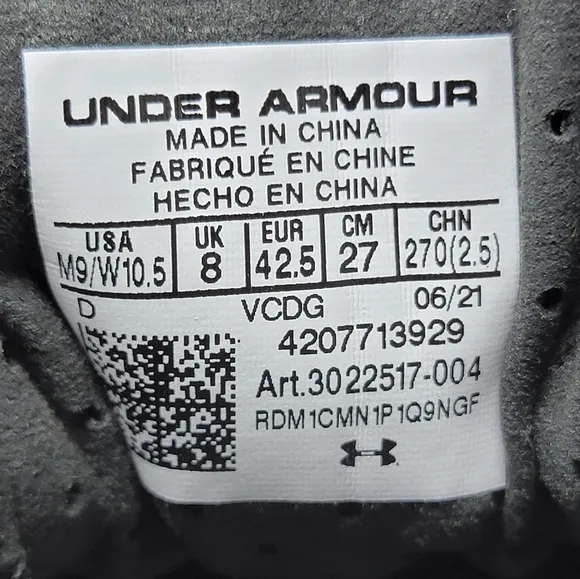 UNDER ARMOUR
MADE IN CHINA
FABRIQUÉ EN CHINE
HECHO EN CHINA
USA UK EUR CM CHN
M9/W10.5 8 42.5 27 270(2.5)
D VCDG 06/21
4207713929
Art.3022517-004
RDM1CMN1P1Q9NGF